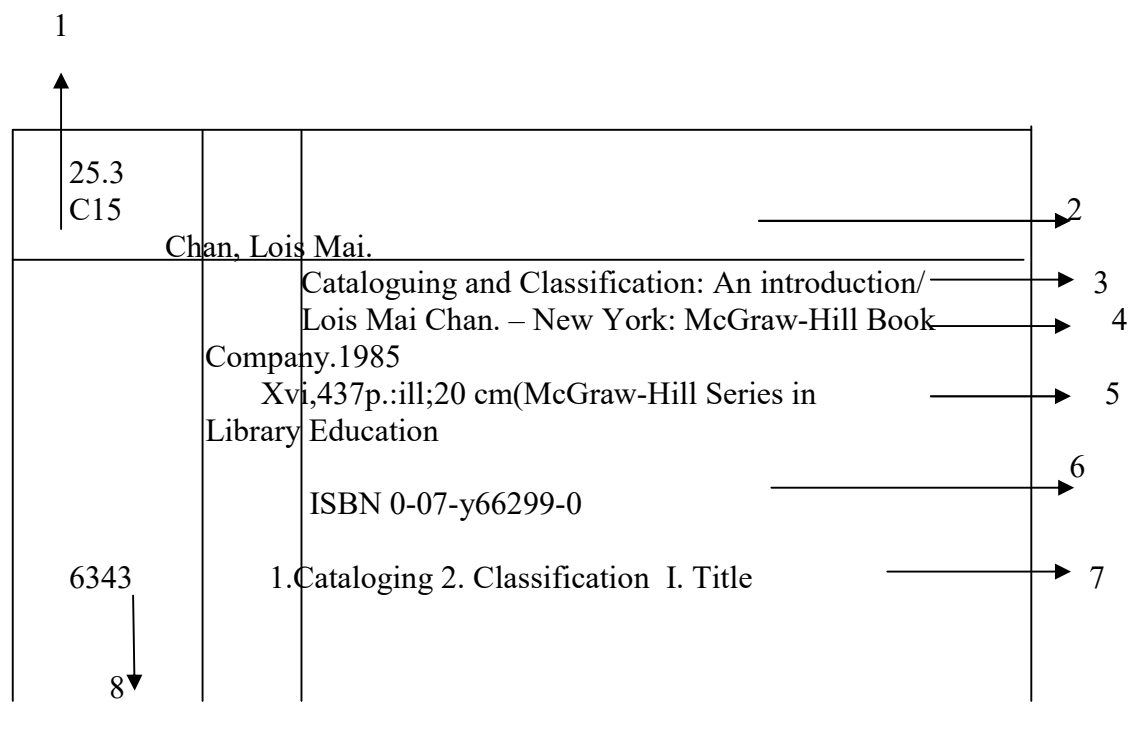 1
25.3
C15
2
Chan, Lois Mai.
Cataloguing and Classification: An introduction/
3
Lois Mai Chan. – New York: McGraw-Hill Book
4
Company.1985
Xvi,437p.:ill;20 cm(McGraw-Hill Series in
5
Library Education
6
ISBN 0-07-y66299-0
6343 1.Cataloging 2. Classification I. Title
7
8